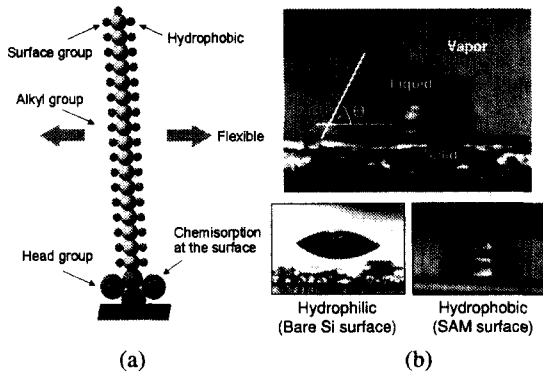 Surface group
Hydrophobic
Alkyl group
Flexible
Head group
Chemisorption
at the surface
(a)
Vapor
Liquid
Θ
Hydrophilic
(Bare Si surface)
Hydrophobic
(SAM surface)
(b)